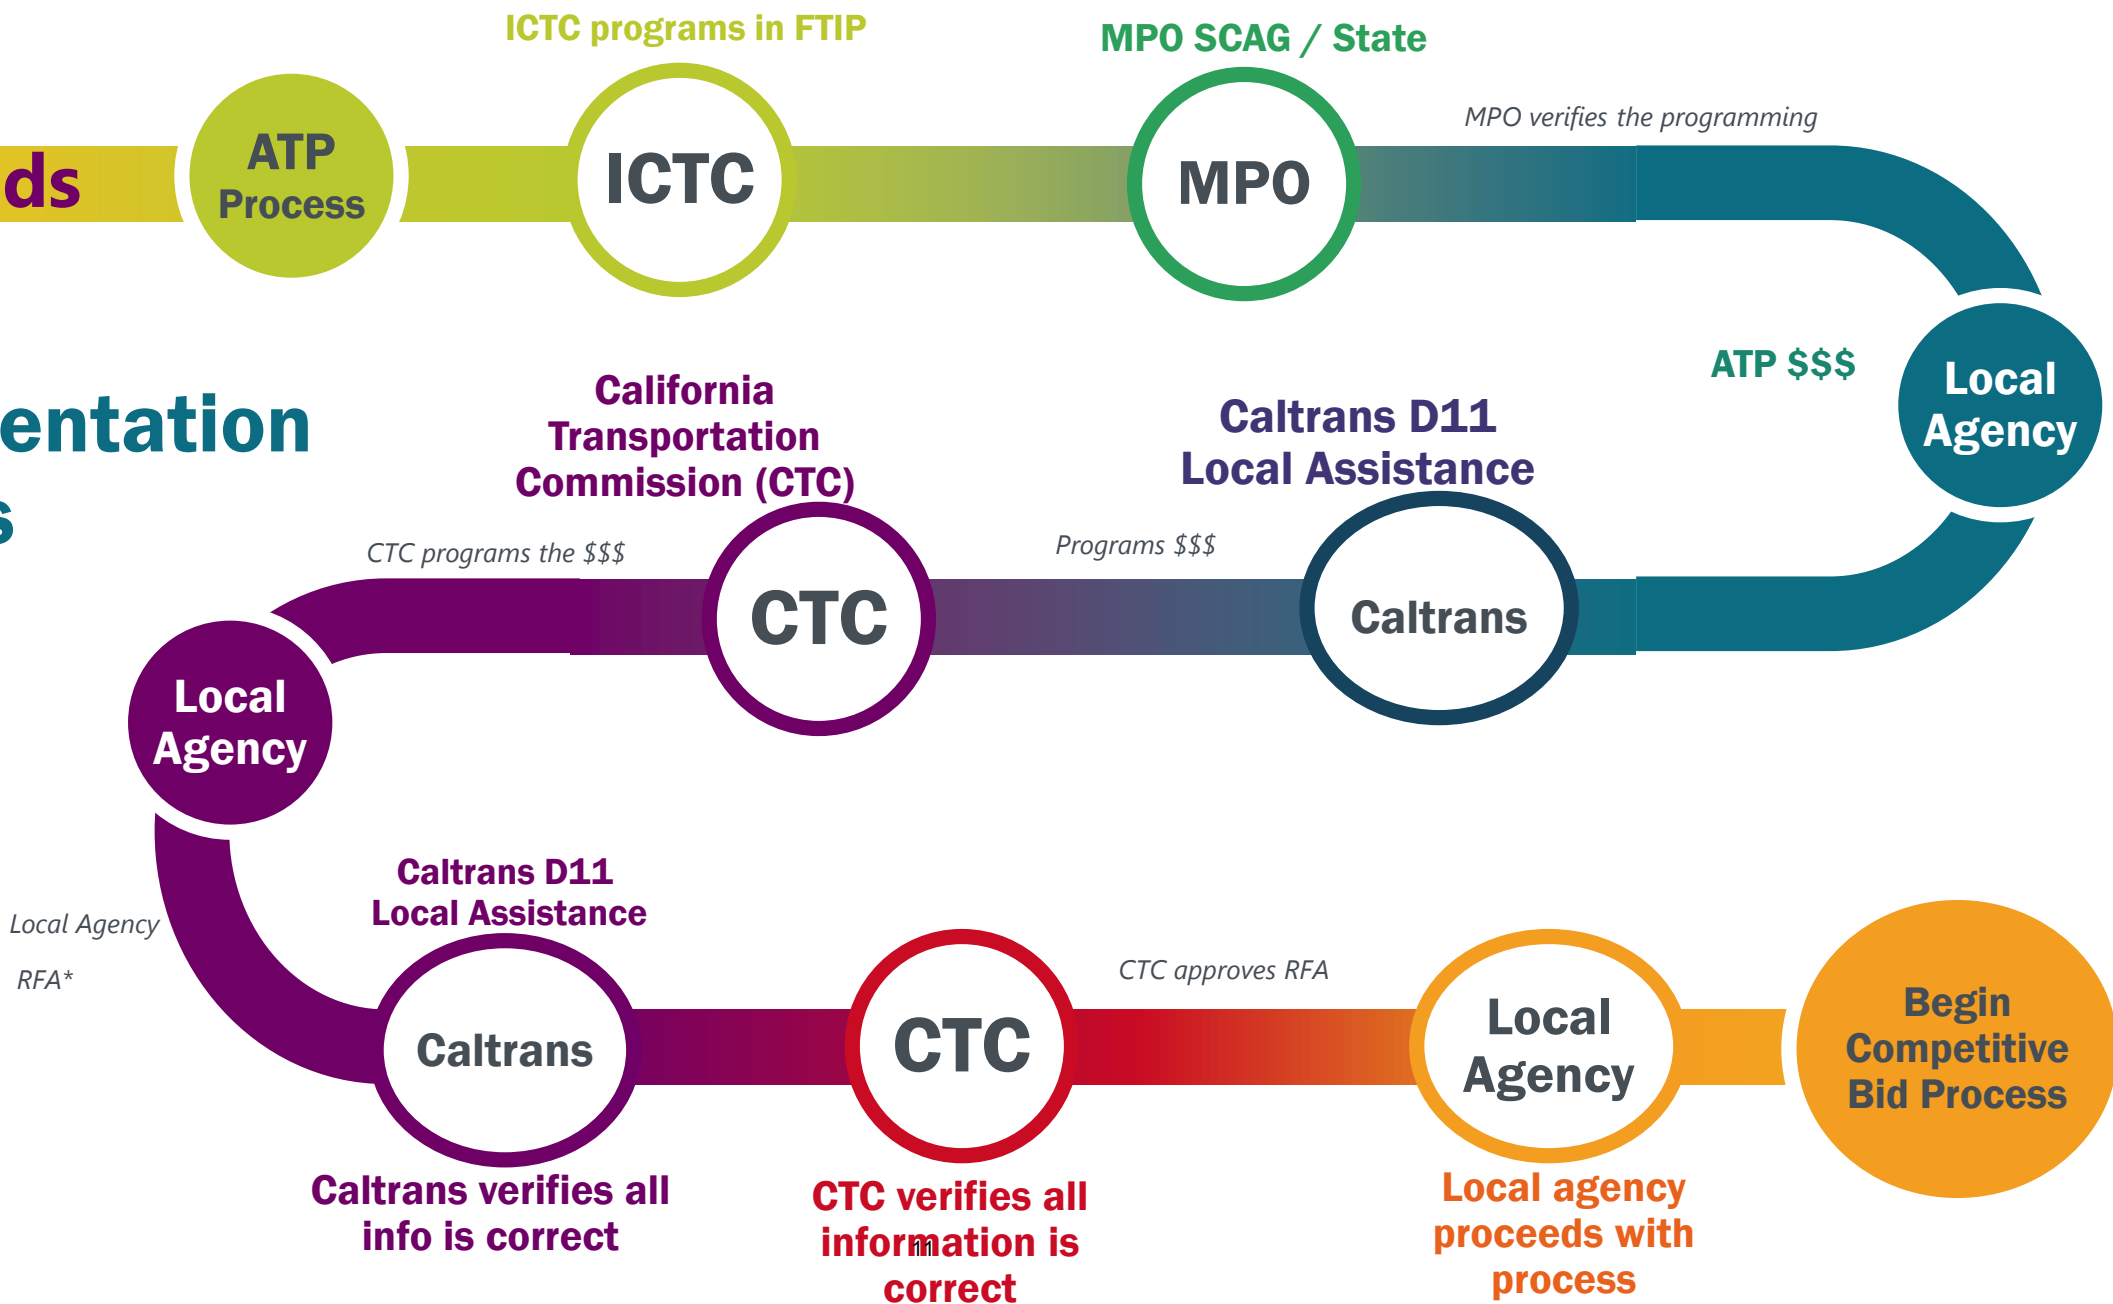 ICTC programs in FTIP
MPO SCAG / State
MPO verifies the programming
ds
ATP
Process
ICTC
MPO
ATP $$$
Local
Agency
entation
s
California
Transportation
Commission (CTC)
Caltrans D11
Local Assistance
CTC programs the $$$
Programs $$$
CTC
Caltrans
Local
Agency
Local Agency
RFA*
Caltrans D11
Local Assistance
CTC approves RFA
Caltrans
CTC
Local
Agency
Begin
Competitive
Bid Process
Caltrans verifies all
info is correct
CTC verifies all
information is
correct
11
Local agency
proceeds with
process